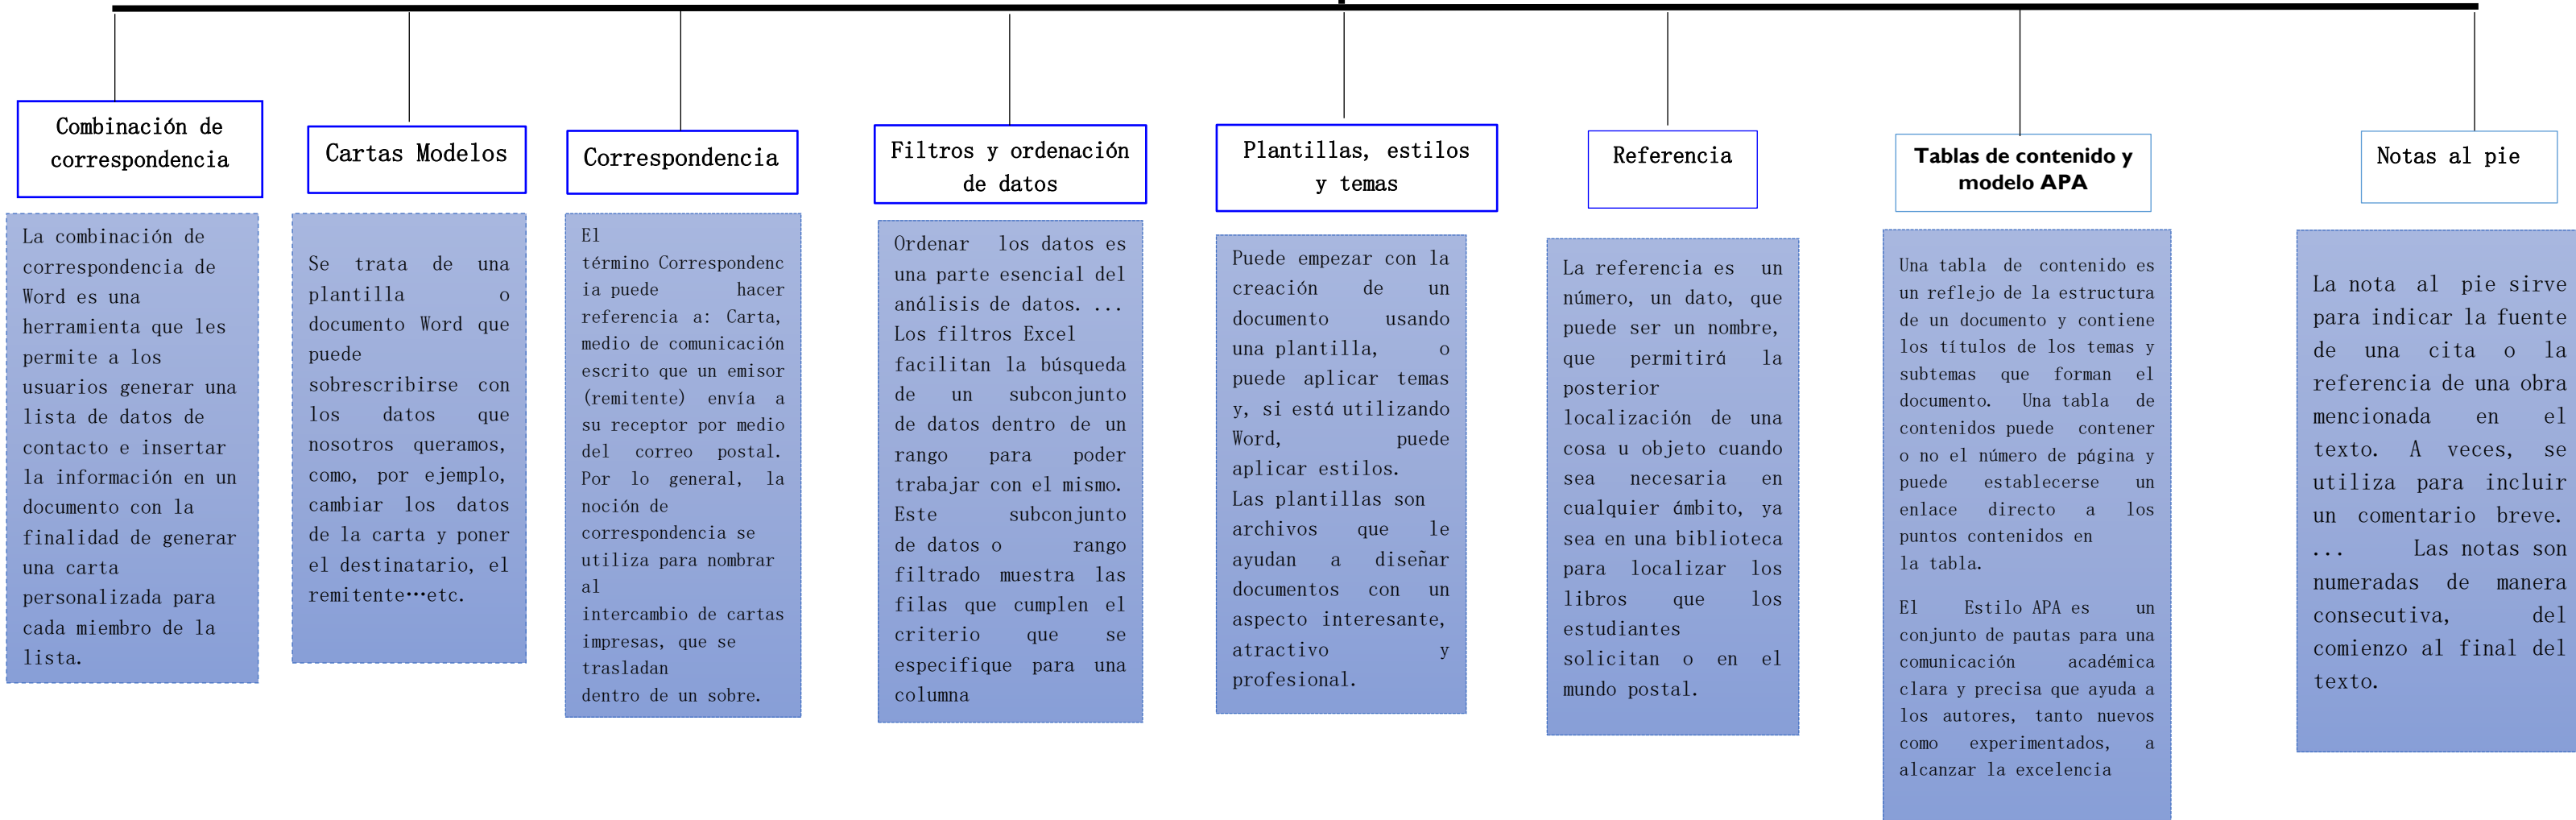 Combinación de
correspondencia
La combinación de
correspondencia de
Word es una
herramienta que les
permite a los
usuarios generar una
lista de datos de
contacto e insertar
la información en un
documento con la
finalidad de generar
una carta
personalizada para
cada miembro de la
lista.
Cartas Modelos
Se trata de una
plantilla o
documento Word que
puede
sobrescribirse con
los datos que
nosotros queramos,
como, por ejemplo,
cambiar los datos
de la carta y poner
el destinatario, el
remitente…etc.
Correspondencia
El
término Correspondenc
ia puede hacer
referencia a: Carta,
medio de comunicación
escrito que un emisor
(remitente) envía a
su receptor por medio
del correo postal.
Por lo general, la
noción de
correspondencia se
utiliza para nombrar
al
intercambio de cartas
impresas, que se
trasladan
dentro de un sobre.
Filtros y ordenación
de datos
Ordenar los datos es
una parte esencial del
análisis de datos. ...
Los filtros Excel
facilitan la búsqueda
de un subconjunto
de datos dentro de un
rango para poder
trabajar con el mismo.
Este subconjunto
de datos o rango
filtrado muestra las
filas que cumplen el
criterio que se
especifique para una
columna
Plantillas, estilos
y temas
Puede empezar con la
creación de un
documento usando
una plantilla, o
puede aplicar temas
y, si está utilizando
Word, puede
aplicar estilos.
Las plantillas son
archivos que le
ayudan a diseñar
documentos con un
aspecto interesante,
atractivo y
profesional.
Referencia
La referencia es un
número, un dato, que
puede ser un nombre,
que permitirá la
posterior
localización de una
cosa u objeto cuando
sea necesaria en
cualquier ámbito, ya
sea en una biblioteca
para localizar los
libros que los
estudiantes
solicitan o en el
mundo postal.
Tablas de contenido y
modelo APA
Una tabla de contenido es
un reflejo de la estructura
de un documento y contiene
los títulos de los temas y
subtemas que forman el
documento. Una tabla de
contenidos puede contener
o no el número de página y
puede establecerse un
enlace directo a los
puntos contenidos en
la tabla.
El Estilo APA es un
conjunto de pautas para una
comunicación académica
clara y precisa que ayuda a
los autores, tanto nuevos
como experimentados, a
alcanzar la excelencia
Notas al pie
La nota al pie sirve
para indicar la fuente
de una cita o la
referencia de una obra
mencionada en el
texto. A veces, se
utiliza para incluir
un comentario breve.
... Las notas son
numeradas de manera
consecutiva, del
comienzo al final del
texto.